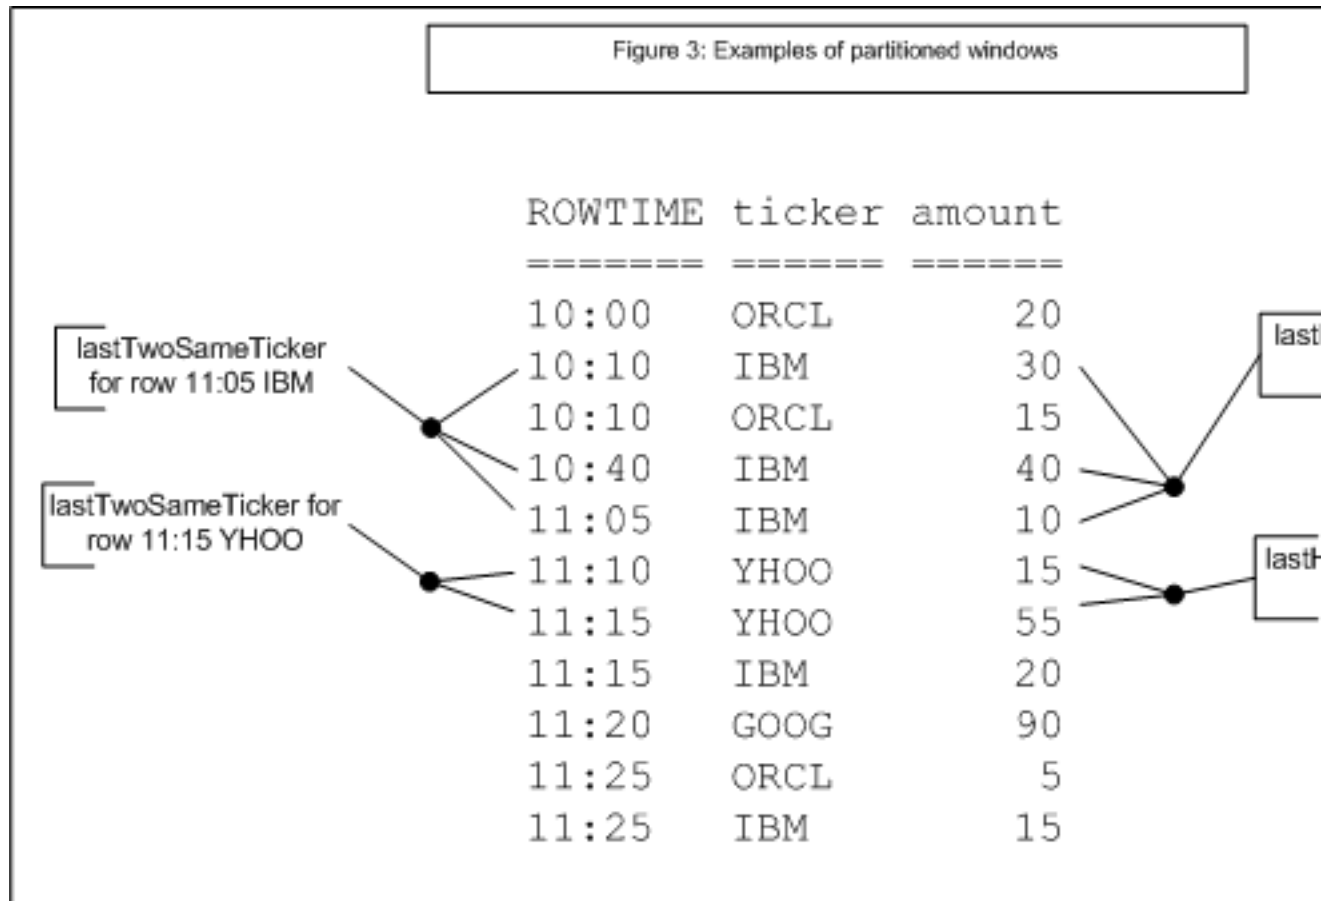 Figure 3: Examples of partitioned windows
ROWTIME ticker amount
======= ====== ======
10:00 ORCL 20
10:10 IBM 30
10:10 ORCL 15
10:40 IBM 40
11:05 IBM 10
11:10 YHOO 15
11:15 YHOO 55
11:15 IBM 20
11:20 GOOG 90
11:25 ORCL 5
11:25 IBM 15
lastTwoSameTicker
for row 11:05 IBM
lastTwoSameTicker for
row 11:15 YHOO